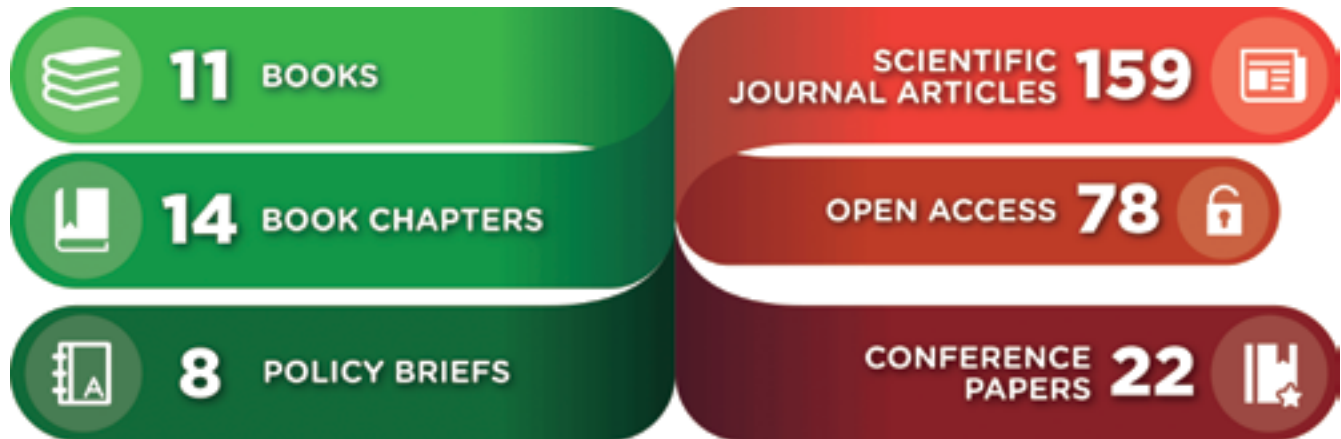 11 BOOKS
14 BOOK CHAPTERS
8 POLICY BRIEFS
SCIENTIFIC
JOURNAL ARTICLES 159
OPEN ACCESS 78
CONFERENCE
PAPERS 22
A